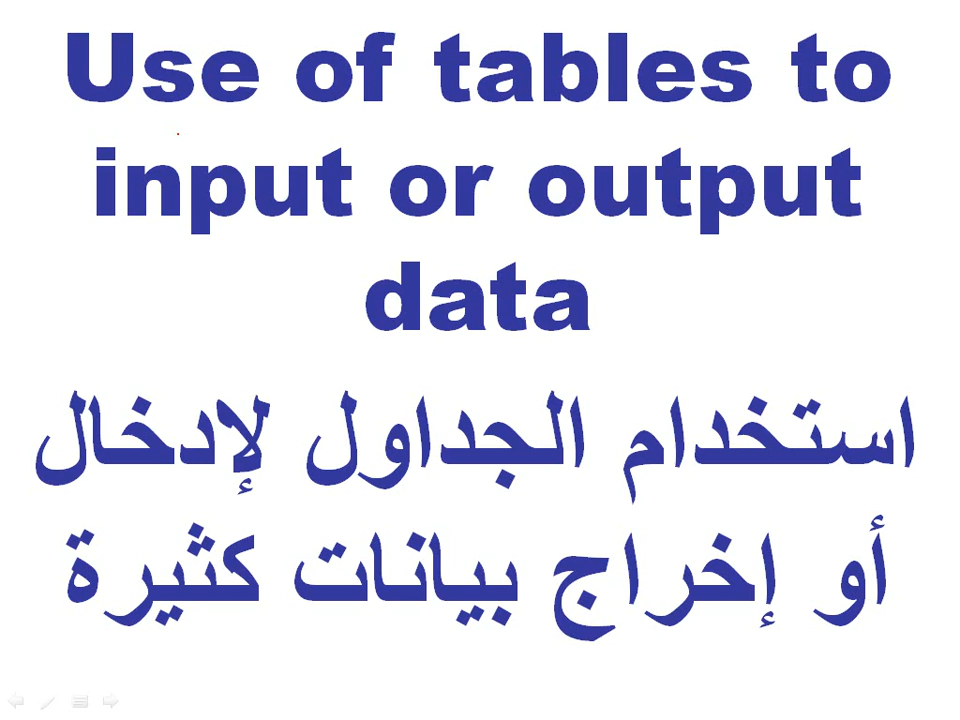 Use of tables to
input or output
data
استخدام الجداول لإدخال
أو إخراج بيانات كثيرة